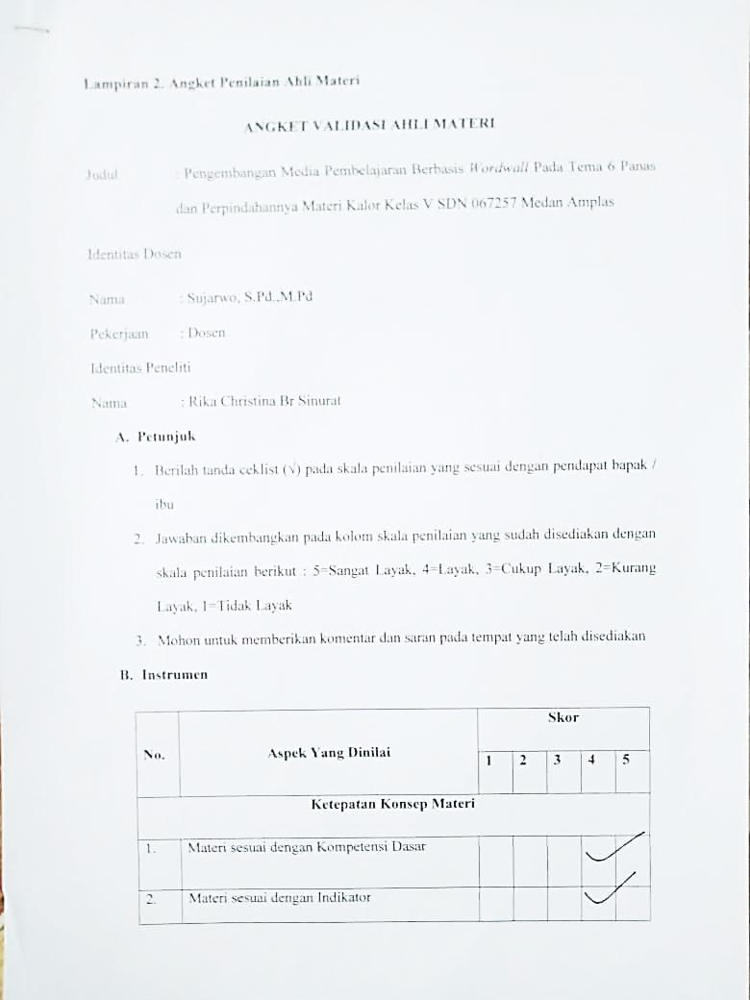 Lampiran 2. Angket Penilaian Ahli Materi
ANGKET VALIDASI AHLI MATERI
Judul : Pengembangan Media Pembelajaran Berbasis Wordwall Pada Tema 6 Panas
dan Perpindahannya Materi Kalor Kelas V SDN 067257 Medan Amplas
Identitas Dosen
Nama : Sujarwo, S.Pd.,M.Pd
Pekerjaan : Dosen
Identitas Peneliti
Nama : Rika Christina Br Sinurat
A. Petunjuk
1. Berilah tanda ceklist (√) pada skala penilaian yang sesuai dengan pendapat bapak /
ibu
2. Jawaban dikembangkan pada kolom skala penilaian yang sudah disediakan dengan
skala penilaian berikut : 5=Sangat Layak, 4=Layak, 3=Cukup Layak, 2=Kurang
Layak, 1=Tidak Layak
3. Mohon untuk memberikan komentar dan saran pada tempat yang telah disediakan
B. Instrumen
No. Aspek Yang Dinilai Skor
1 2 3 4 5
Ketepatan Konsep Materi
1. Materi sesuai dengan Kompetensi Dasar ✓
2. Materi sesuai dengan Indikator ✓